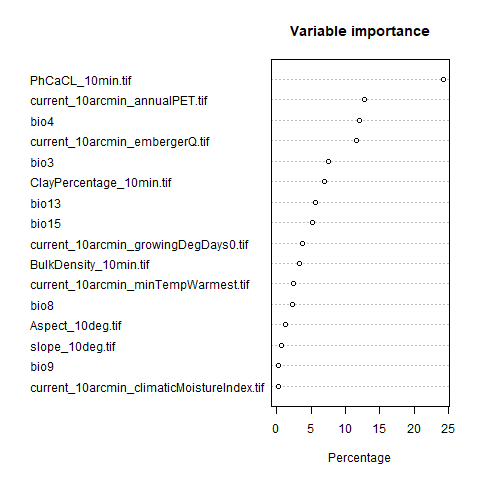 Variable importance
PhCaCL_10min.tif
current_10arcmin_annualPET.tif
bio4
current_10arcmin_embergerQ.tif
bio3
ClayPercentage_10min.tif
bio13
bio15
current_10arcmin_growingDegDays0.tif
BulkDensity_10min.tif
current_10arcmin_minTempWarmest.tif
bio8
Aspect_10deg.tif
slope_10deg.tif
bio9
current_10arcmin_climaticMoistureIndex.tif
0 5 10 15 20 25
Percentage